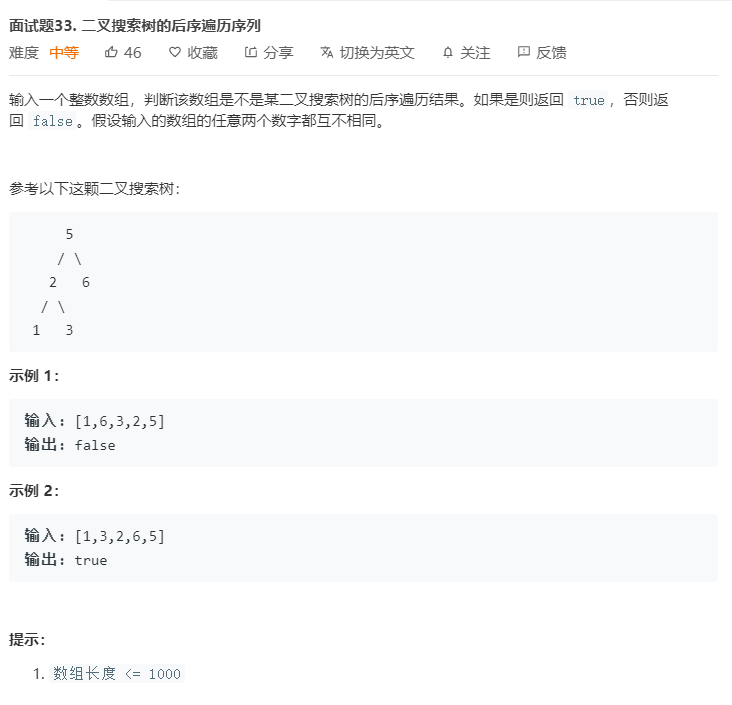 面试题33. 二叉搜索树的后序遍历序列
难度 中等 46 收藏 分享 切换为英文 关注 反馈
输入一个整数数组，判断该数组是不是某二叉搜索树的后序遍历结果。如果是则返回 true，否则返
回 false。假设输入的数组的任意两个数字都互不相同。
参考以下这颗二叉搜索树：
5
/ \
2 6
/ \
1 3
示例 1：
输入: [1,6,3,2,5]
输出: false
示例 2：
输入: [1,3,2,6,5]
输出: true
提示：
1. 数组长度 <= 1000